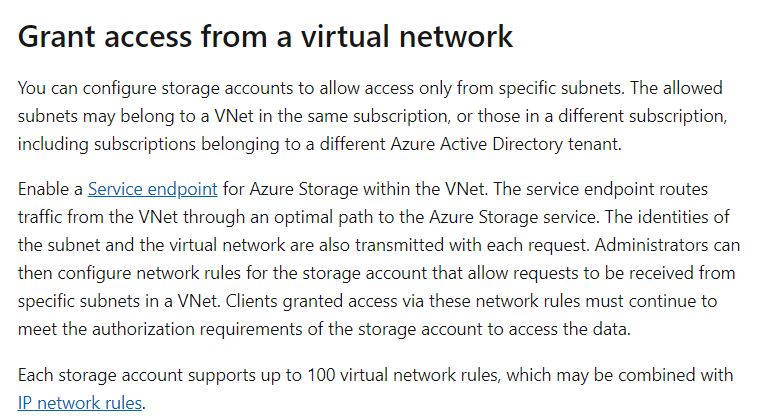 Grant access from a virtual network
You can configure storage accounts to allow access only from specific subnets. The allowed
subnets may belong to a VNet in the same subscription, or those in a different subscription,
including subscriptions belonging to a different Azure Active Directory tenant.
Enable a Service endpoint for Azure Storage within the VNet. The service endpoint routes
traffic from the VNet through an optimal path to the Azure Storage service. The identities of
the subnet and the virtual network are also transmitted with each request. Administrators can
then configure network rules for the storage account that allow requests to be received from
specific subnets in a VNet. Clients granted access via these network rules must continue to
meet the authorization requirements of the storage account to access the data.
Each storage account supports up to 100 virtual network rules, which may be combined with
IP network rules.